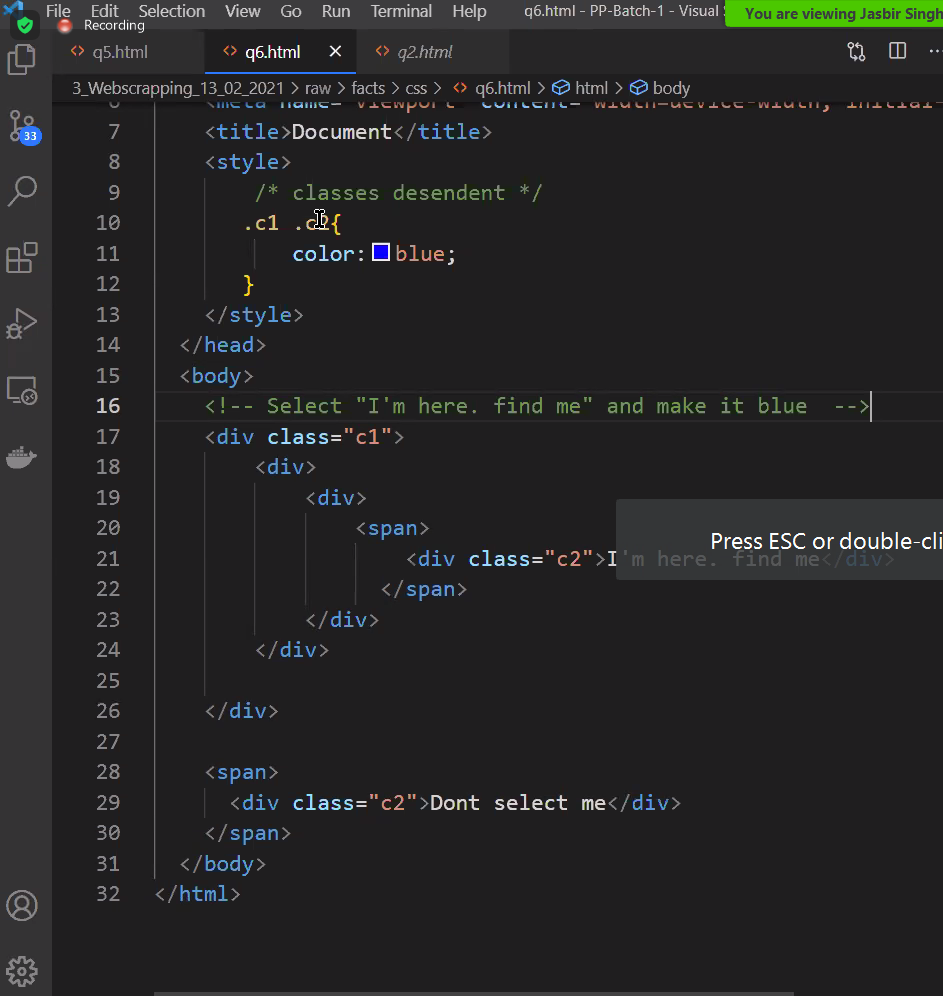 File Edit Selection View Go Run Terminal Help q6.html - PP-Batch-1 - Visual
You are viewing Jasbir Singh
Recording
q5.html q6.html q2.html
3_Webscrapping_13_02_2021 > raw > facts > css > q6.html > html > body
6 <meta name="viewport" content="width=device-width, initial-
7 <title>Document</title>
8 <style>
9 /* classes desendent */
10 .c1 .c2{
11 color: blue;
12 }
13 </style>
14 </head>
15 <body>
16 <!-- Select "I'm here. find me" and make it blue -->
17 <div class="c1">
18 <div>
19 <div>
20 <span>
Press ESC or double-cli
21 <div class="c2">I'm here. find me</div>
22 </span>
23 </div>
24 </div>
25
26 </div>
27
28 <span>
29 <div class="c2">Dont select me</div>
30 </span>
31 </body>
32 </html>
33